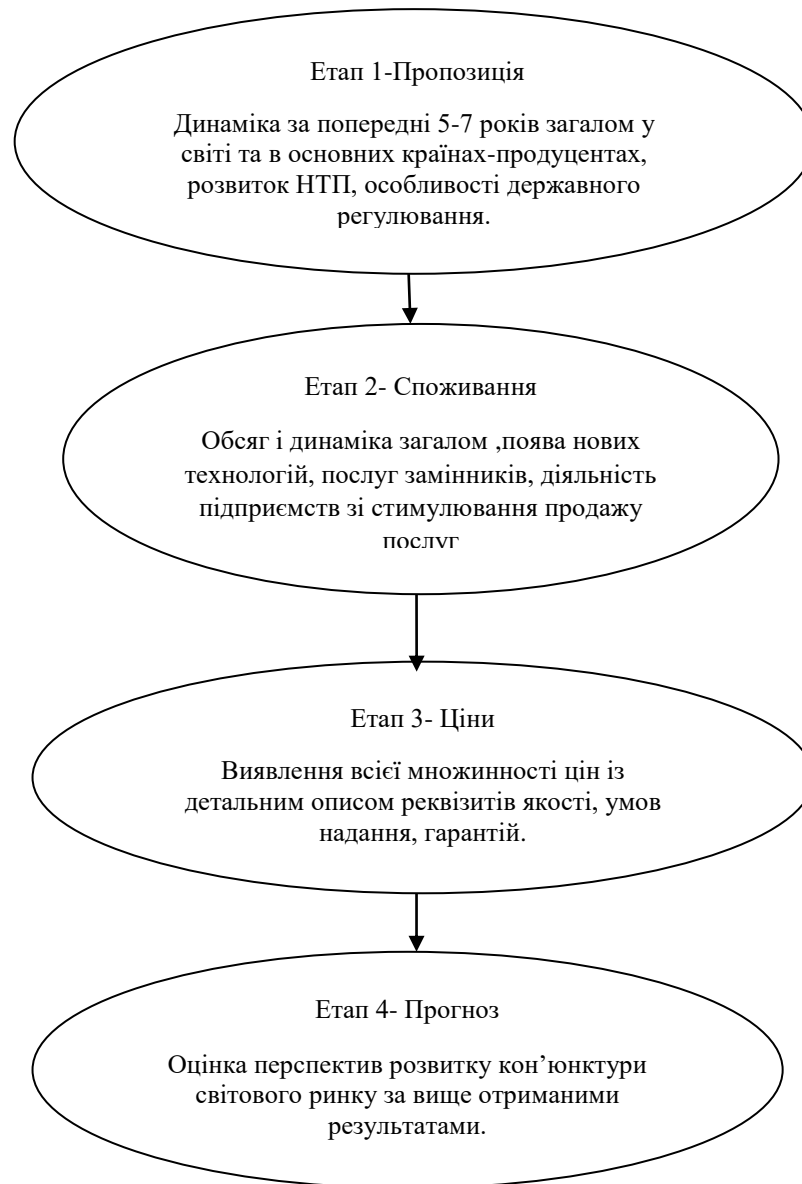 Етап 1-Пропозиція
Динаміка за попередні 5-7 років загалом у
світі та в основних країнах-продуцентах,
розвиток НТП, особливості державного
регулювання.
Етап 2- Споживання
Обсяг і динаміка загалом ,поява нових
технологій, послуг замінників, діяльність
підприємств зі стимулювання продажу
послуг
Етап 3- Ціни
Виявлення всієї множинності цін із
детальним описом реквізитів якості, умов
надання, гарантій.
Етап 4- Прогноз
Оцінка перспектив розвитку кон’юнктури
світового ринку за вище отриманими
результатами.